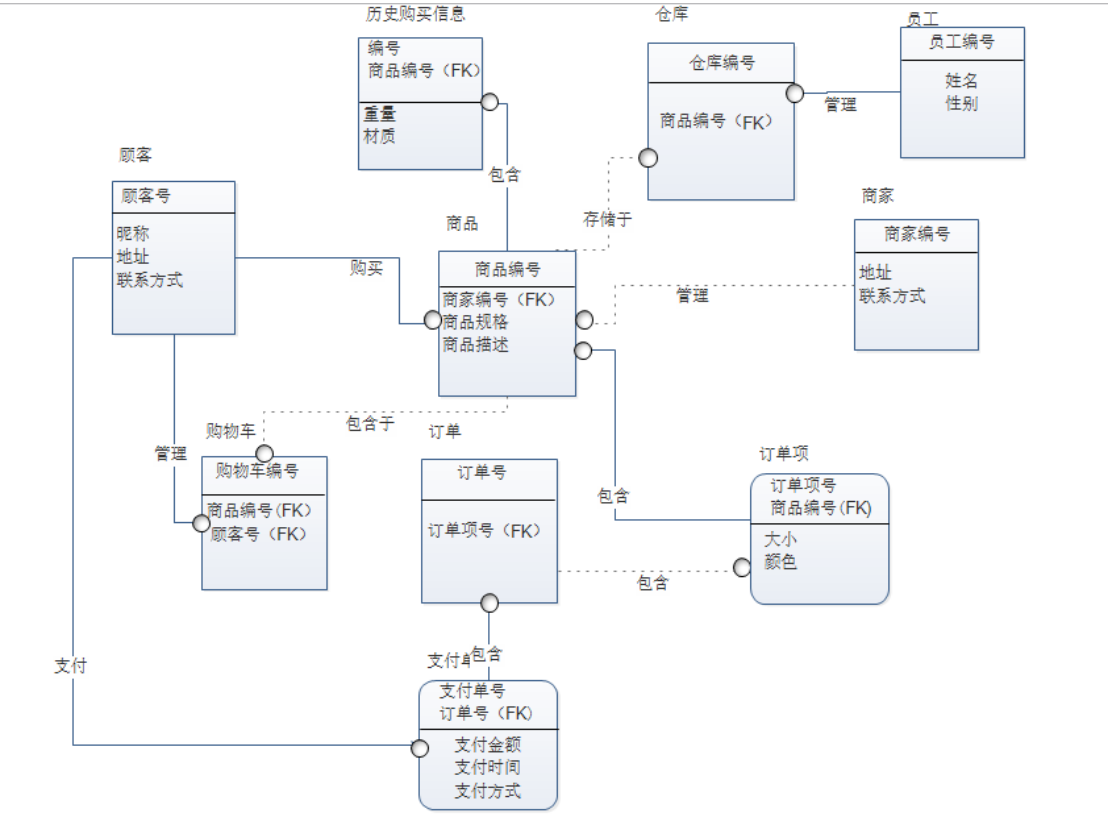 历史购买信息
编号
商品编号（FK）
重量
材质
仓库
仓库编号
商品编号（FK）
员工
员工编号
姓名
性别
管理
包含
存储于
顾客
顾客号
昵称
地址
联系方式
购买
商品
商品编号
商家编号（FK）
商品规格
商品描述
商家
商家编号
地址
联系方式
管理
包含于
管理
购物车
购物车编号
商品编号(FK）
顾客号（FK）
订单
订单号
订单项号（FK）
包含
订单项
订单项号
商品编号(FK)
大小
颜色
包含
包含
支付
支付单
支付单号
订单号（FK）
支付金额
支付时间
支付方式